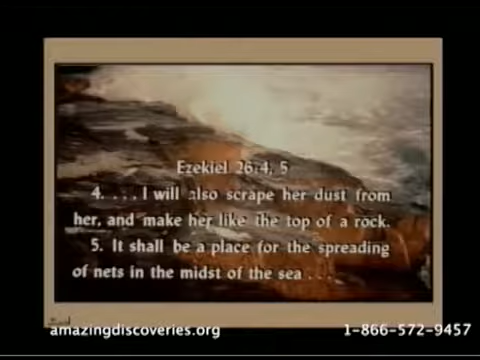 Ezekiel 26:4, 5
4. . . . I will also scrape her dust from
her, and make her like the top of a rock.
5. It shall be a place for the spreading
of nets in the midst of the sea . . .
amazingdiscoveries.org
1-866-572-9457